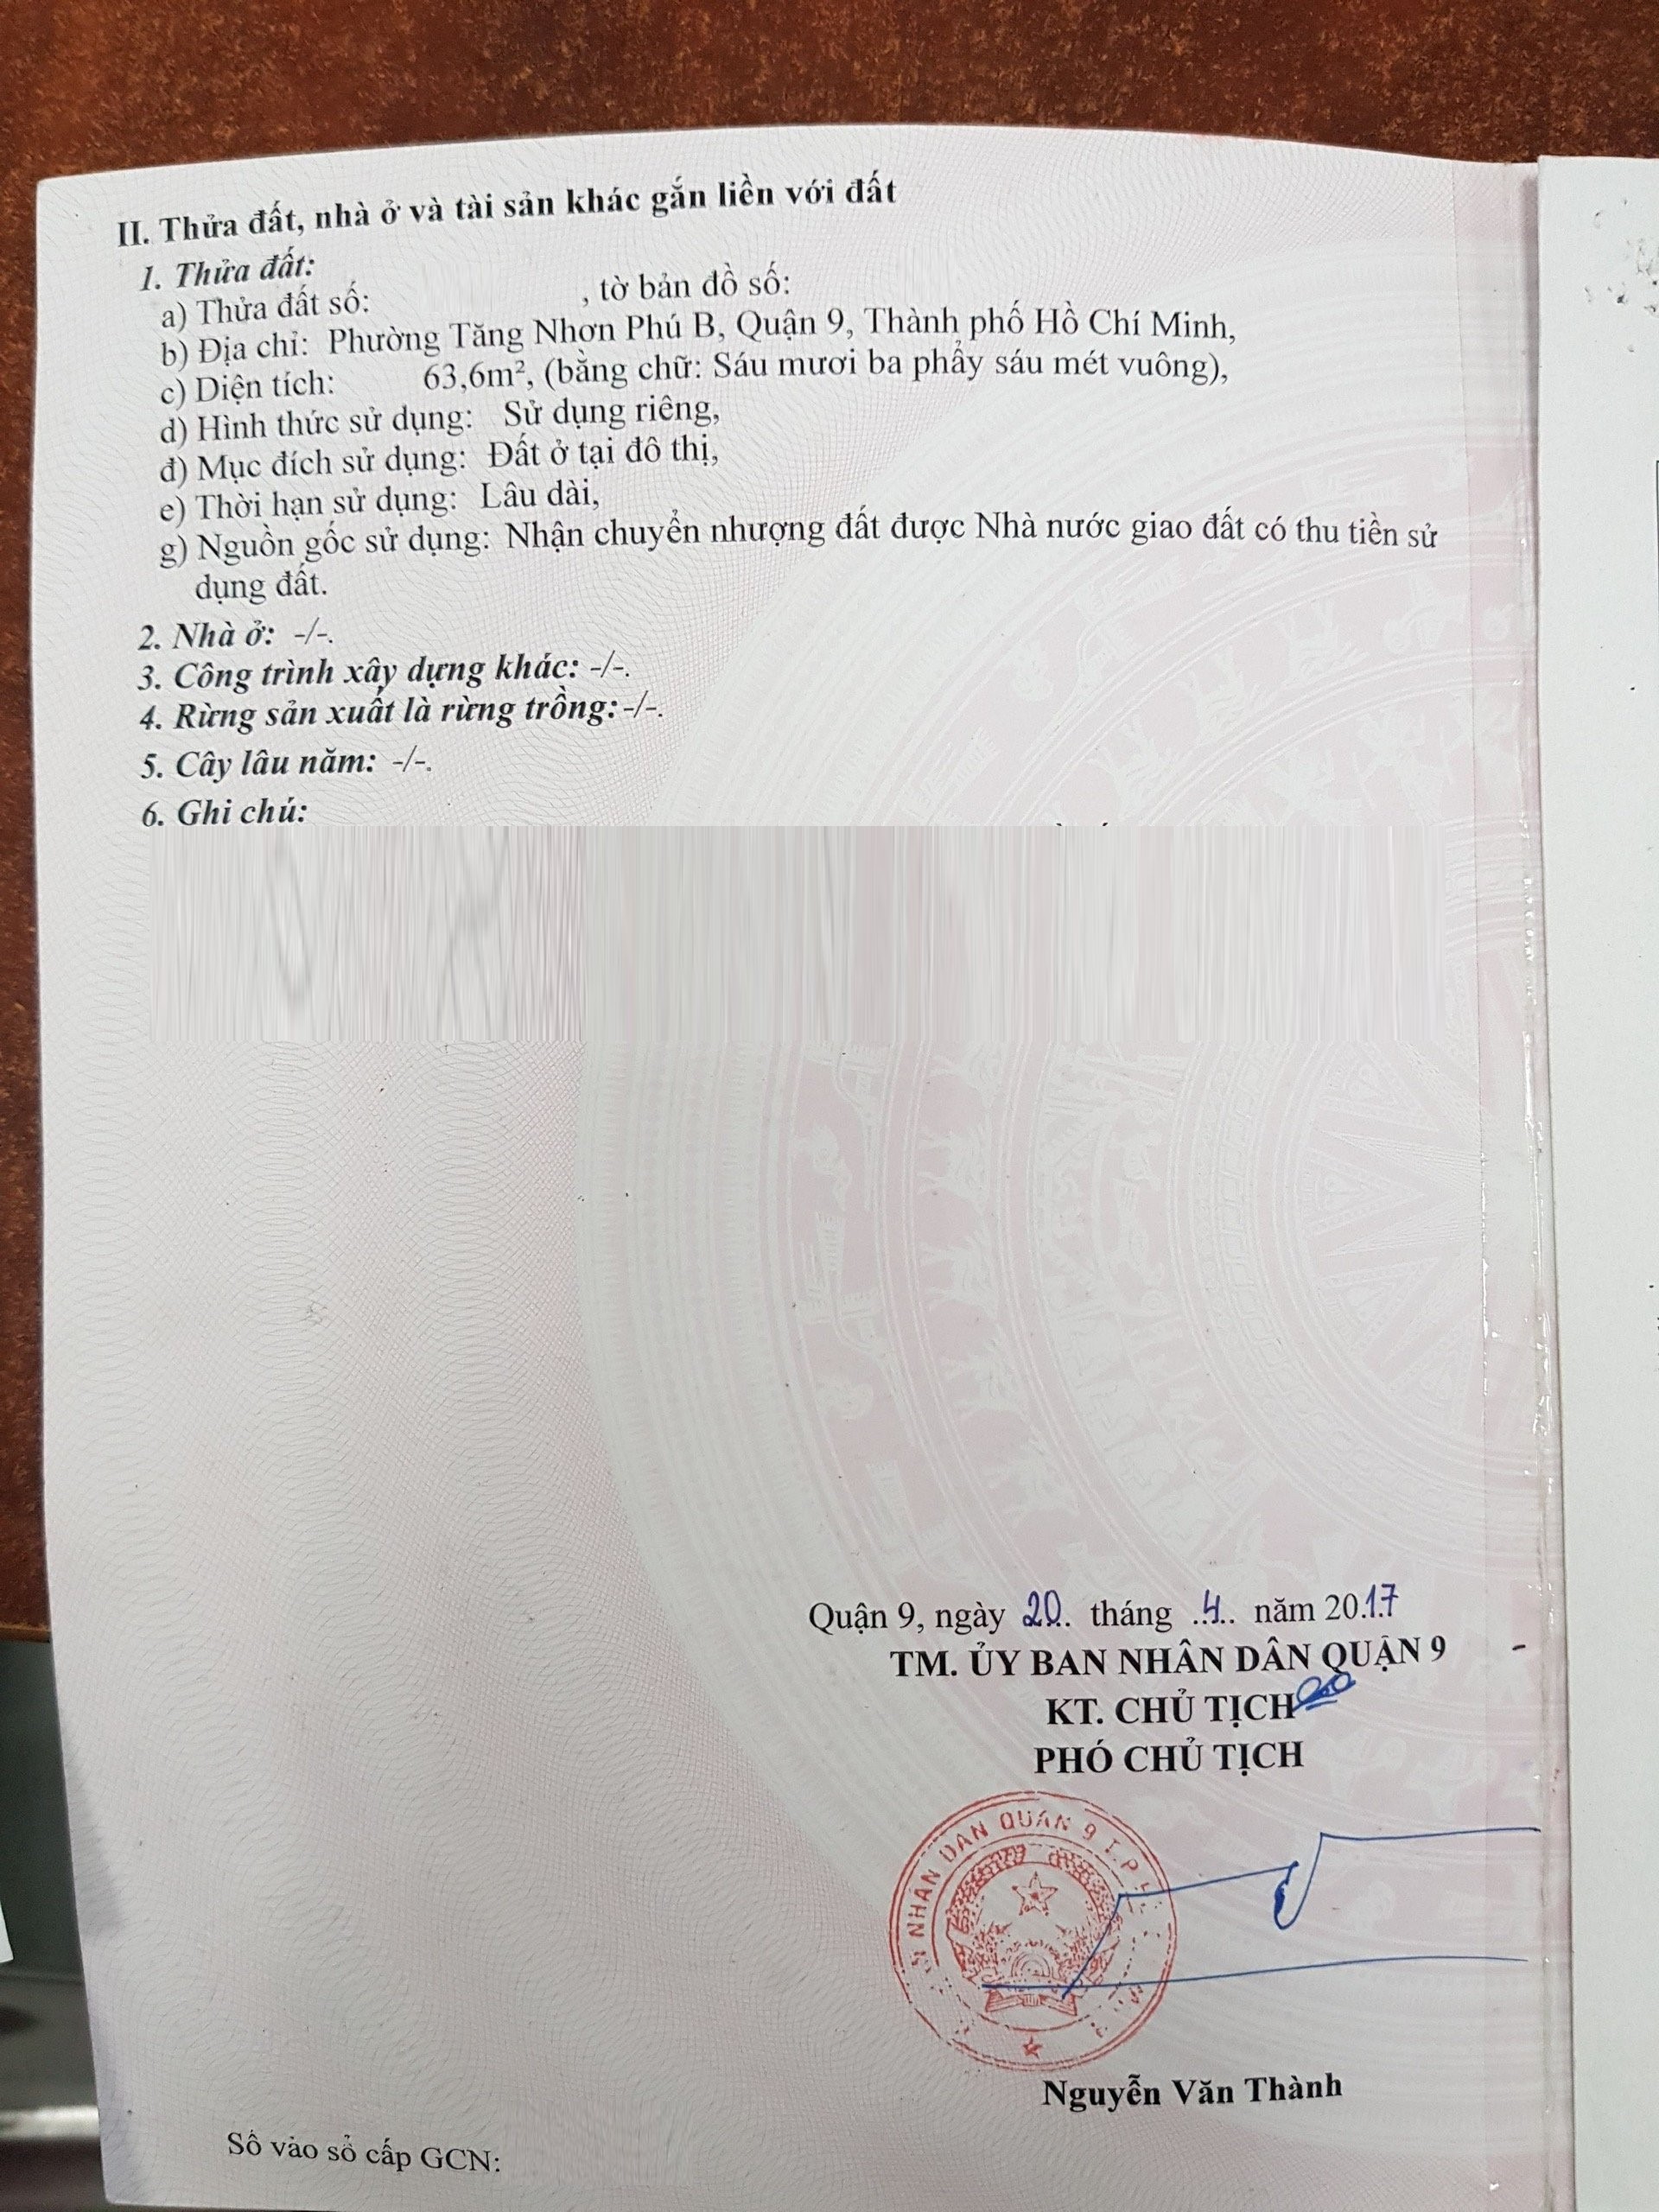 II. Thửa đất, nhà ở và tài sản khác gắn liền với đất
1. Thửa đất:
a) Thửa đất số: , tờ bản đồ số:
b) Địa chỉ: Phường Tăng Nhơn Phú B, Quận 9, Thành phố Hồ Chí Minh,
c) Diện tích: 63,6m², (bằng chữ: Sáu mươi ba phẩy sáu mét vuông),
d) Hình thức sử dụng: Sử dụng riêng,
đ) Mục đích sử dụng: Đất ở tại đô thị,
e) Thời hạn sử dụng: Lâu dài,
g) Nguồn gốc sử dụng: Nhận chuyển nhượng đất được Nhà nước giao đất có thu tiền sử
dụng đất.
2. Nhà ở: -/-.
3. Công trình xây dựng khác: -/-.
4. Rừng sản xuất là rừng trồng: -/-.
5. Cây lâu năm: -/-.
6. Ghi chú:
Quận 9, ngày 20 tháng 4 năm 2017
TM. ỦY BAN NHÂN DÂN QUẬN 9
KT. CHỦ TỊCH
PHÓ CHỦ TỊCH
NHÂN DÂN QUẬN 9 T.P
Nguyễn Văn Thành
Số vào sổ cấp GCN: